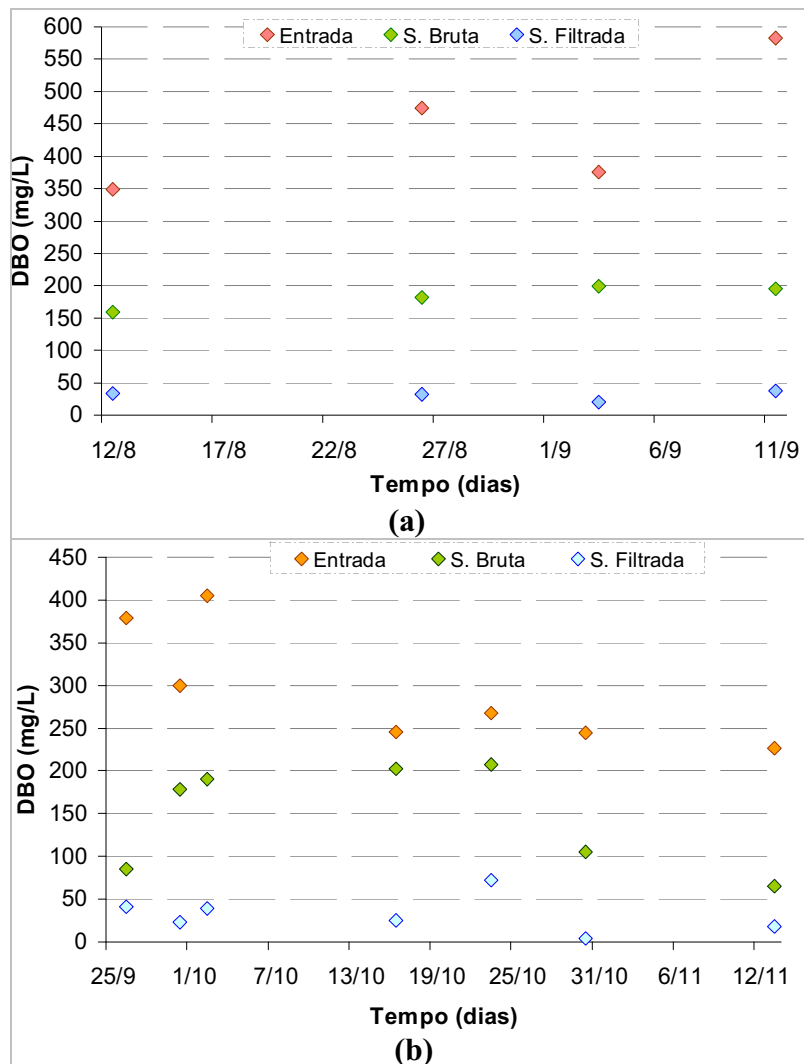 Entrada S. Bruta S. Filtrada
600
550
500
450
400
350
300
250
200
150
100
50
0
DBO (mg/L)
12/8 17/8 22/8 27/8 1/9 6/9 11/9
Tempo (dias)
(a)
Entrada S. Bruta S. Filtrada
450
400
350
300
250
200
150
100
50
0
DBO (mg/L)
25/9 1/10 7/10 13/10 19/10 25/10 31/10 6/11 12/11
Tempo (dias)
(b)